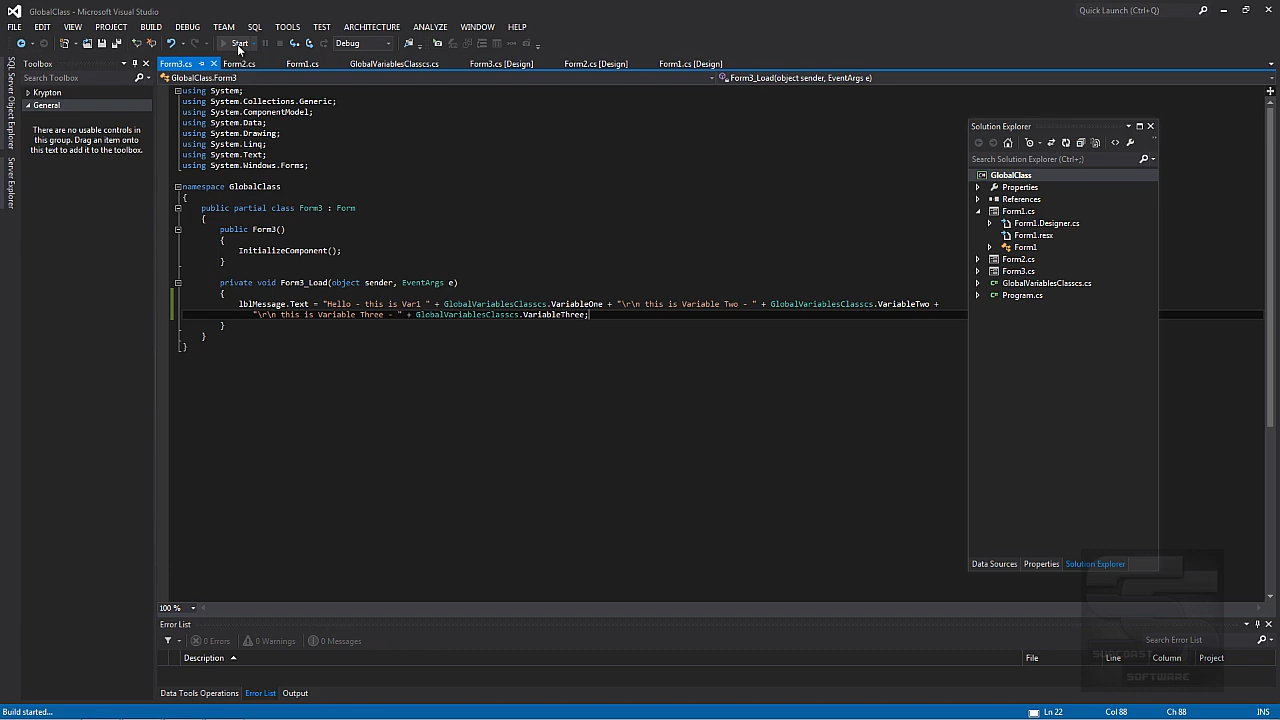 GlobalClass - Microsoft Visual Studio
Quick Launch (Ctrl+Q)
FILE EDIT VIEW PROJECT BUILD DEBUG TEAM SQL TOOLS TEST ARCHITECTURE ANALYZE WINDOW HELP
Start
Debug
SQL Server Object Explorer
Server Explorer
Toolbox
Search Toolbox
Krypton
General
There are no usable controls in
this group. Drag an item onto
this text to add it to the toolbox.
Form3.cs Form2.cs Form1.cs GlobalVariablesClasscs.cs Form3.cs [Design] Form2.cs [Design] Form1.cs [Design]
GlobalClass.Form3
Form3_Load(object sender, EventArgs e)
using System;
using System.Collections.Generic;
using System.ComponentModel;
using System.Data;
using System.Drawing;
using System.Linq;
using System.Text;
using System.Windows.Forms;
namespace GlobalClass
{
public partial class Form3 : Form
{
public Form3()
{
InitializeComponent();
}
private void Form3_Load(object sender, EventArgs e)
{
lblMessage.Text = "Hello - this is Var1 " + GlobalVariablesClasscs.VariableOne + "\r\n this is Variable Two - " + GlobalVariablesClasscs.VariableTwo +
"\r\n this is Variable Three - " + GlobalVariablesClasscs.VariableThree;
}
}
}
Solution Explorer
Search Solution Explorer (Ctrl+;)
GlobalClass
Properties
References
Form1.cs
Form1.Designer.cs
Form1.resx
Form1
Form2.cs
Form3.cs
GlobalVariablesClasscs.cs
Program.cs
Data Sources Properties Solution Explorer
100 %
Error List
0 Errors 0 Warnings 0 Messages
Search Error List
Description File Line Column Project
SUNCOAST
SOFTWARE
Data Tools Operations Error List Output
Build started...
Ln 22 Col 88 Ch 88 INS